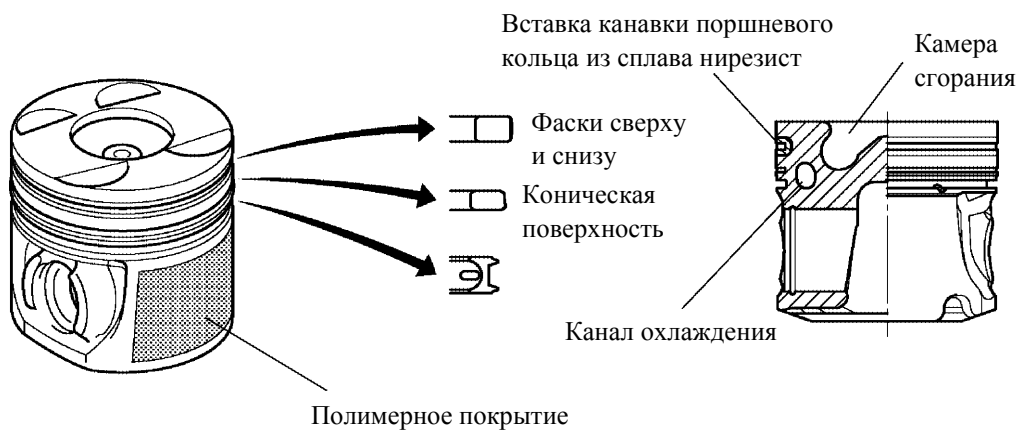 Вставка канавки поршневого
кольца из сплава нирезист
Камера
сгорания
Фаски сверху
и снизу
Коническая
поверхность
Канал охлаждения
Полимерное покрытие